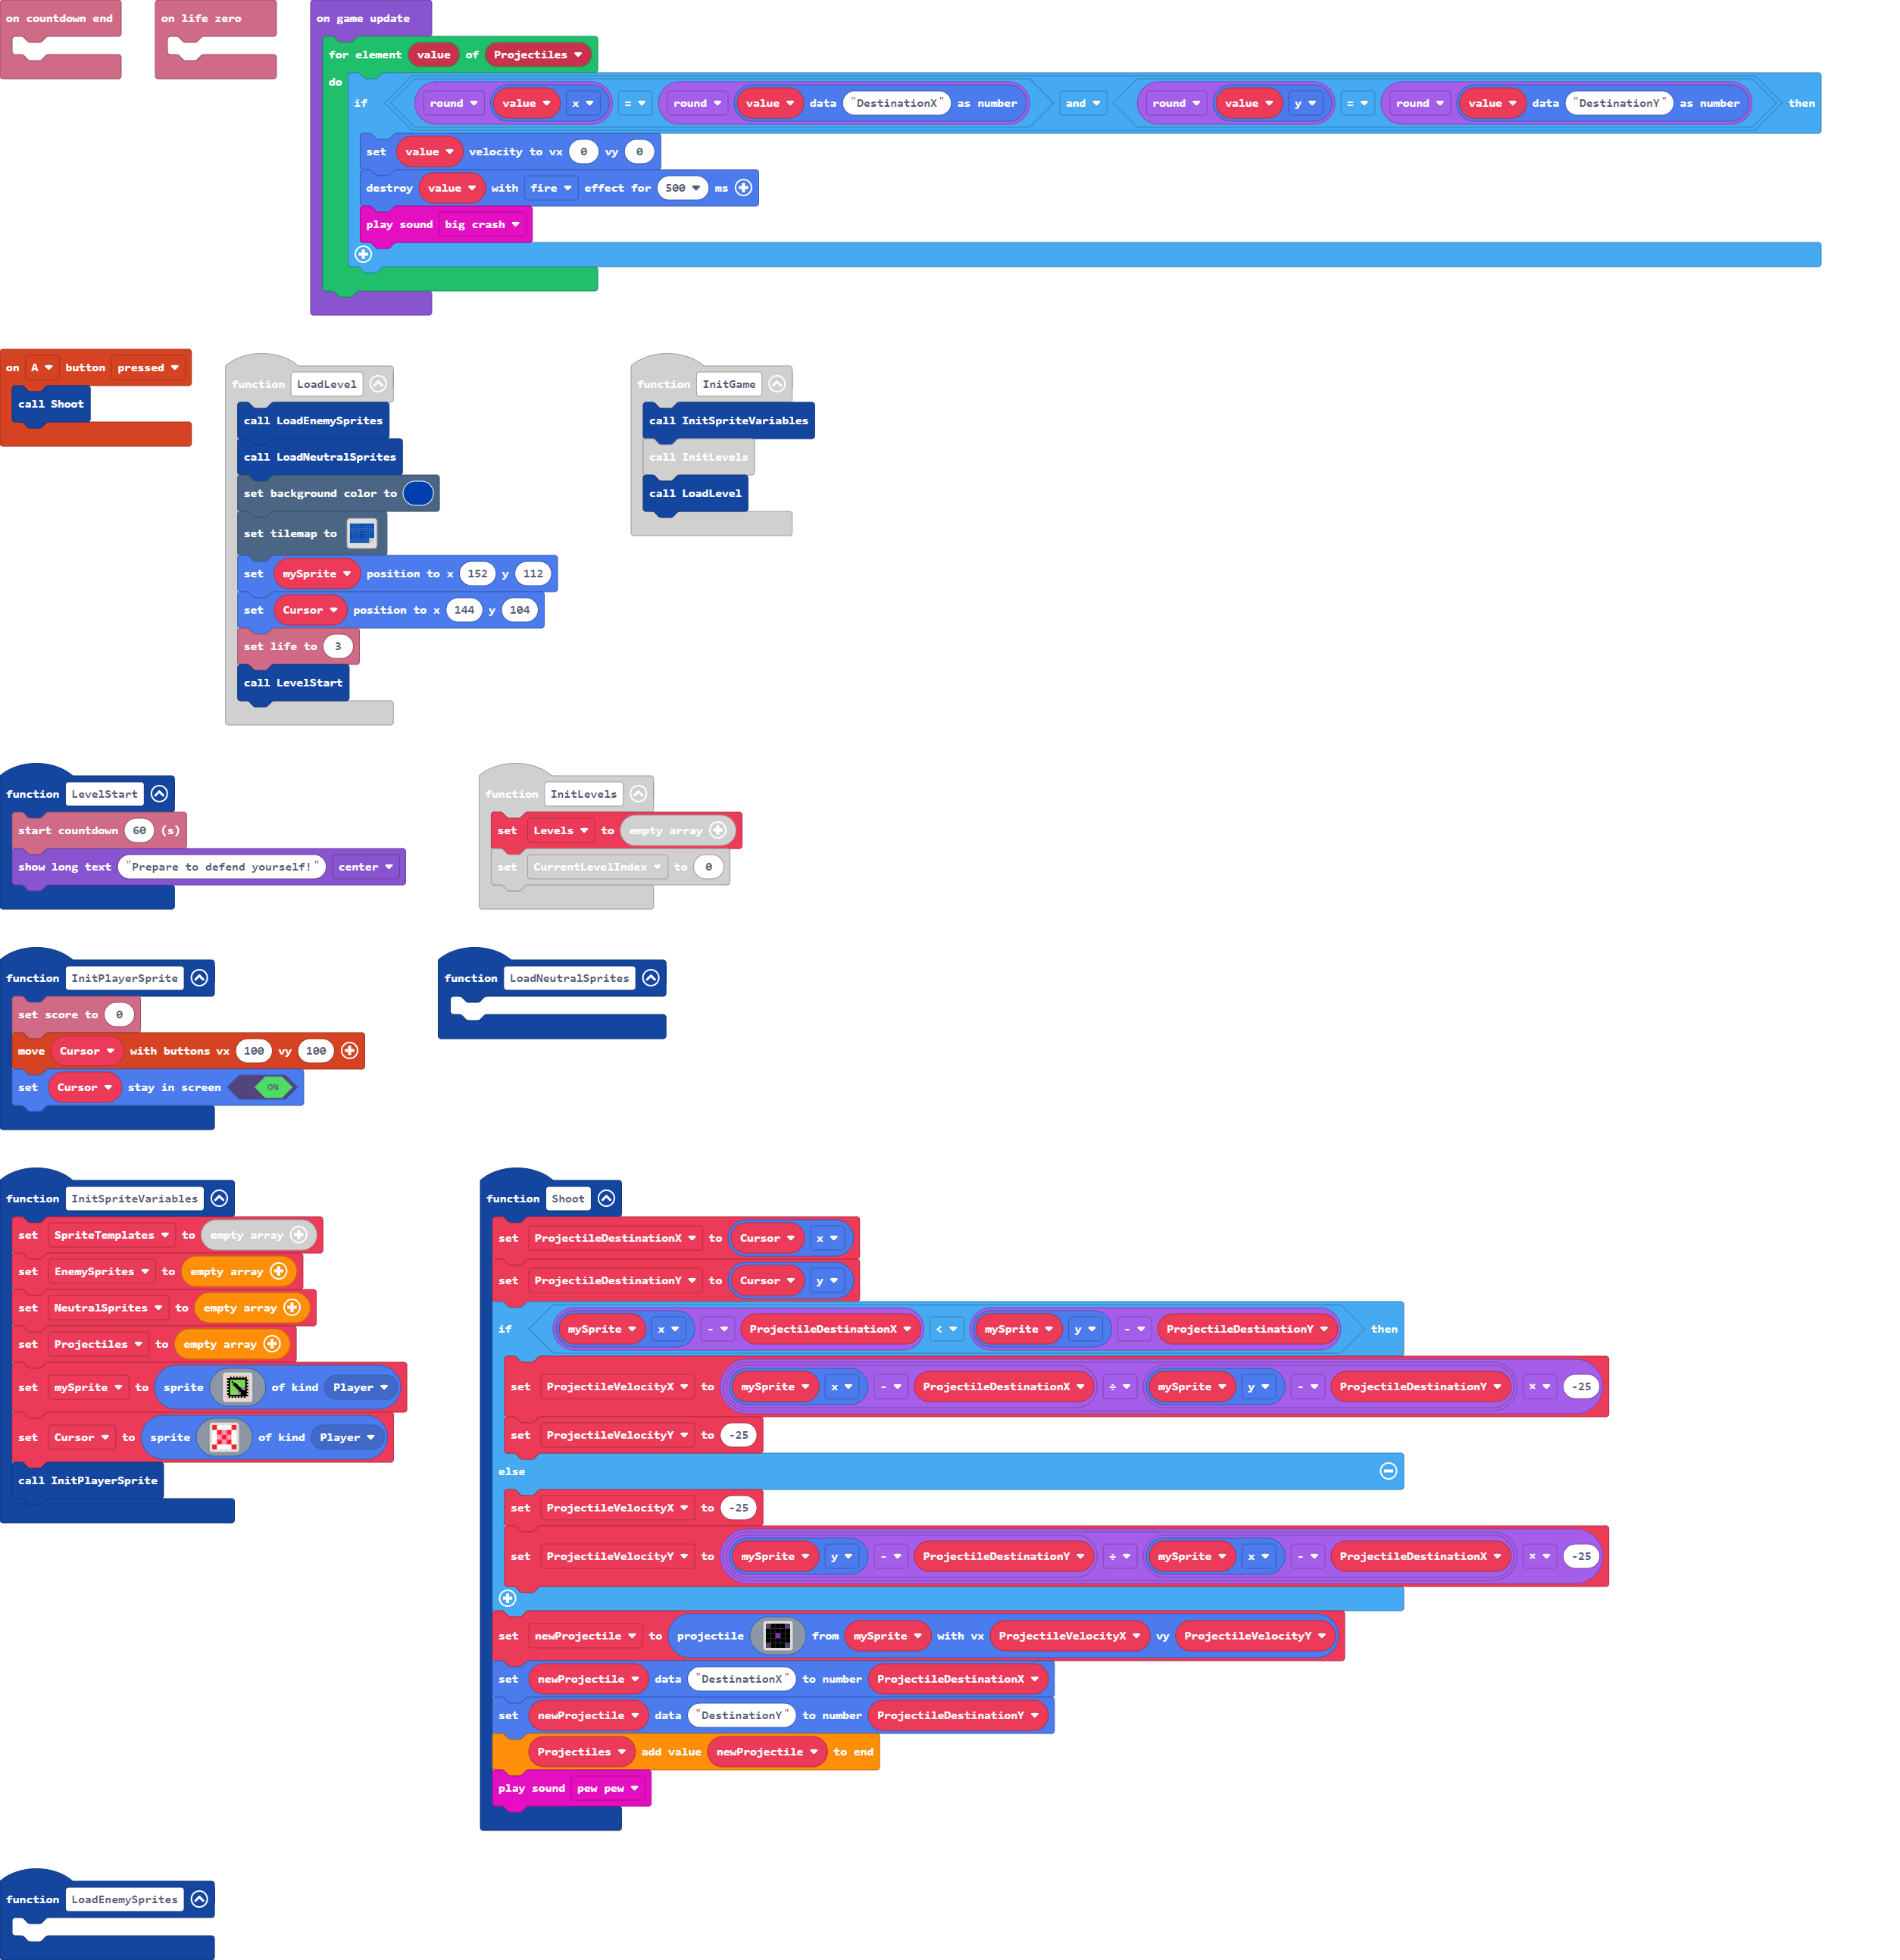 on countdown end
on life zero
on game update
for element value of Projectiles
do
if round value x = round value data "DestinationX" as number and round value y = round value data "DestinationY" as number then
set value velocity to vx 0 vy 0
destroy value with fire effect for 500 ms
play sound big crash
on A button pressed
call Shoot
function LoadLevel
call LoadEnemySprites
call LoadNeutralSprites
set background color to
set tilemap to
set mySprite position to x 152 y 112
set Cursor position to x 144 y 104
set life to 3
call LevelStart
function InitGame
call InitSpriteVariables
call InitLevels
call LoadLevel
function LevelStart
start countdown 60 (s)
show long text "Prepare to defend yourself!" center
function InitLevels
set Levels to empty array
set CurrentLevelIndex to 0
function InitPlayerSprite
set score to 0
move Cursor with buttons vx 100 vy 100
set Cursor stay in screen ON
function LoadNeutralSprites
function InitSpriteVariables
set SpriteTemplates to empty array
set EnemySprites to empty array
set NeutralSprites to empty array
set Projectiles to empty array
set mySprite to sprite of kind Player
set Cursor to sprite of kind Player
call InitPlayerSprite
function Shoot
set ProjectileDestinationX to Cursor x
set ProjectileDestinationY to Cursor y
if mySprite x - ProjectileDestinationX < mySprite y - ProjectileDestinationY then
set ProjectileVelocityX to mySprite x - ProjectileDestinationX ÷ mySprite y - ProjectileDestinationY × -25
set ProjectileVelocityY to -25
else
set ProjectileVelocityX to -25
set ProjectileVelocityY to mySprite y - ProjectileDestinationY ÷ mySprite x - ProjectileDestinationX × -25
set newProjectile to projectile from mySprite with vx ProjectileVelocityX vy ProjectileVelocityY
set newProjectile data "DestinationX" to number ProjectileDestinationX
set newProjectile data "DestinationY" to number ProjectileDestinationY
Projectiles add value newProjectile to end
play sound pew pew
function LoadEnemySprites